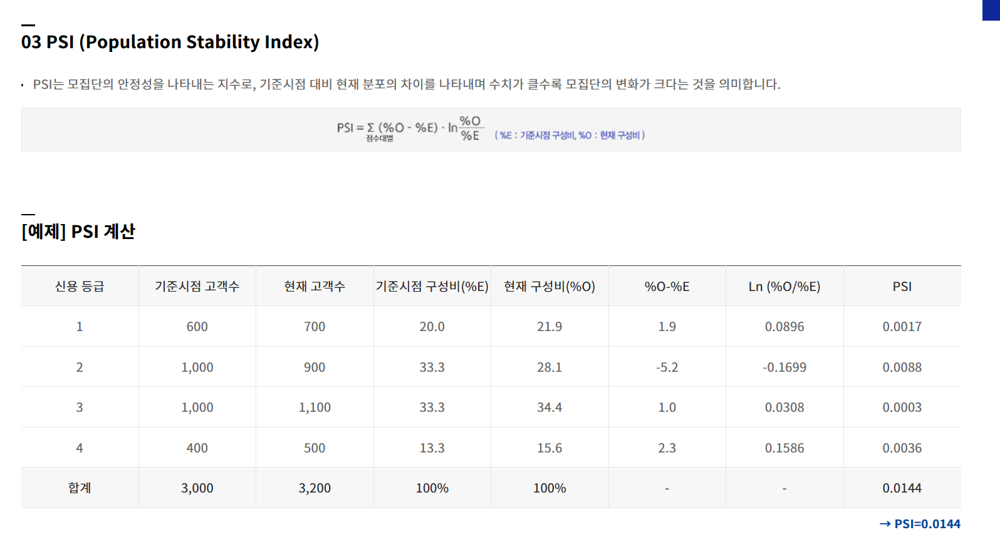 03 PSI (Population Stability Index)
· PSI는 모집단의 안정성을 나타내는 지수로, 기준시점 대비 현재 분포의 차이를 나타내며 수치가 클수록 모집단의 변화가 크다는 것을 의미합니다.
PSI = Σ (%O - %E) · ln %O/%E
점수대별
( %E : 기준시점 구성비, %O : 현재 구성비 )
[예제] PSI 계산
신용 등급 기준시점 고객수 현재 고객수 기준시점 구성비(%E) 현재 구성비(%O) %O-%E Ln (%O/%E) PSI
1 600 700 20.0 21.9 1.9 0.0896 0.0017
2 1,000 900 33.3 28.1 -5.2 -0.1699 0.0088
3 1,000 1,100 33.3 34.4 1.0 0.0308 0.0003
4 400 500 13.3 15.6 2.3 0.1586 0.0036
합계 3,000 3,200 100% 100% - - 0.0144
→ PSI=0.0144